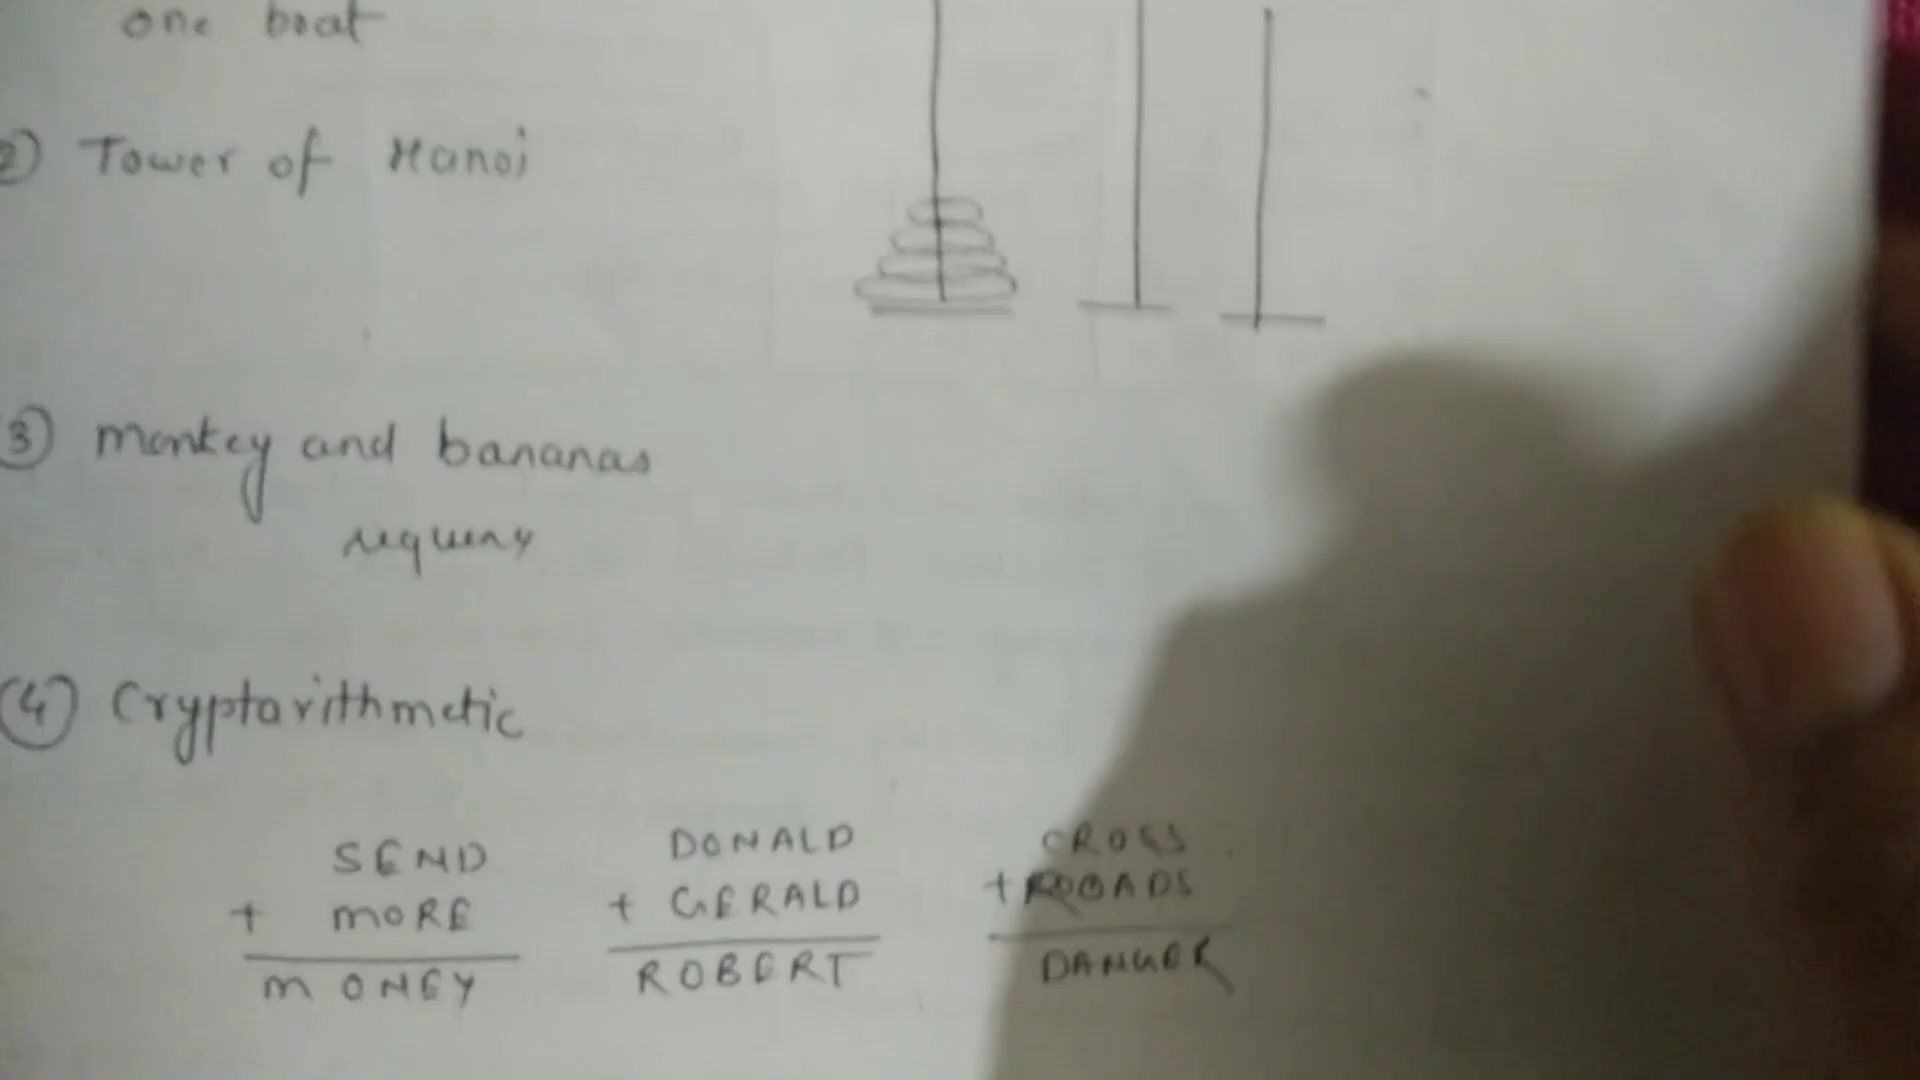 one boat
2) Tower of Hanoi
3 monkey and bananas
4 Cryptarithmetic
SEND
+ MORE
MONEY
DONALD
+ GERALD
ROBERT
CROSS
+ROADS
DANGER